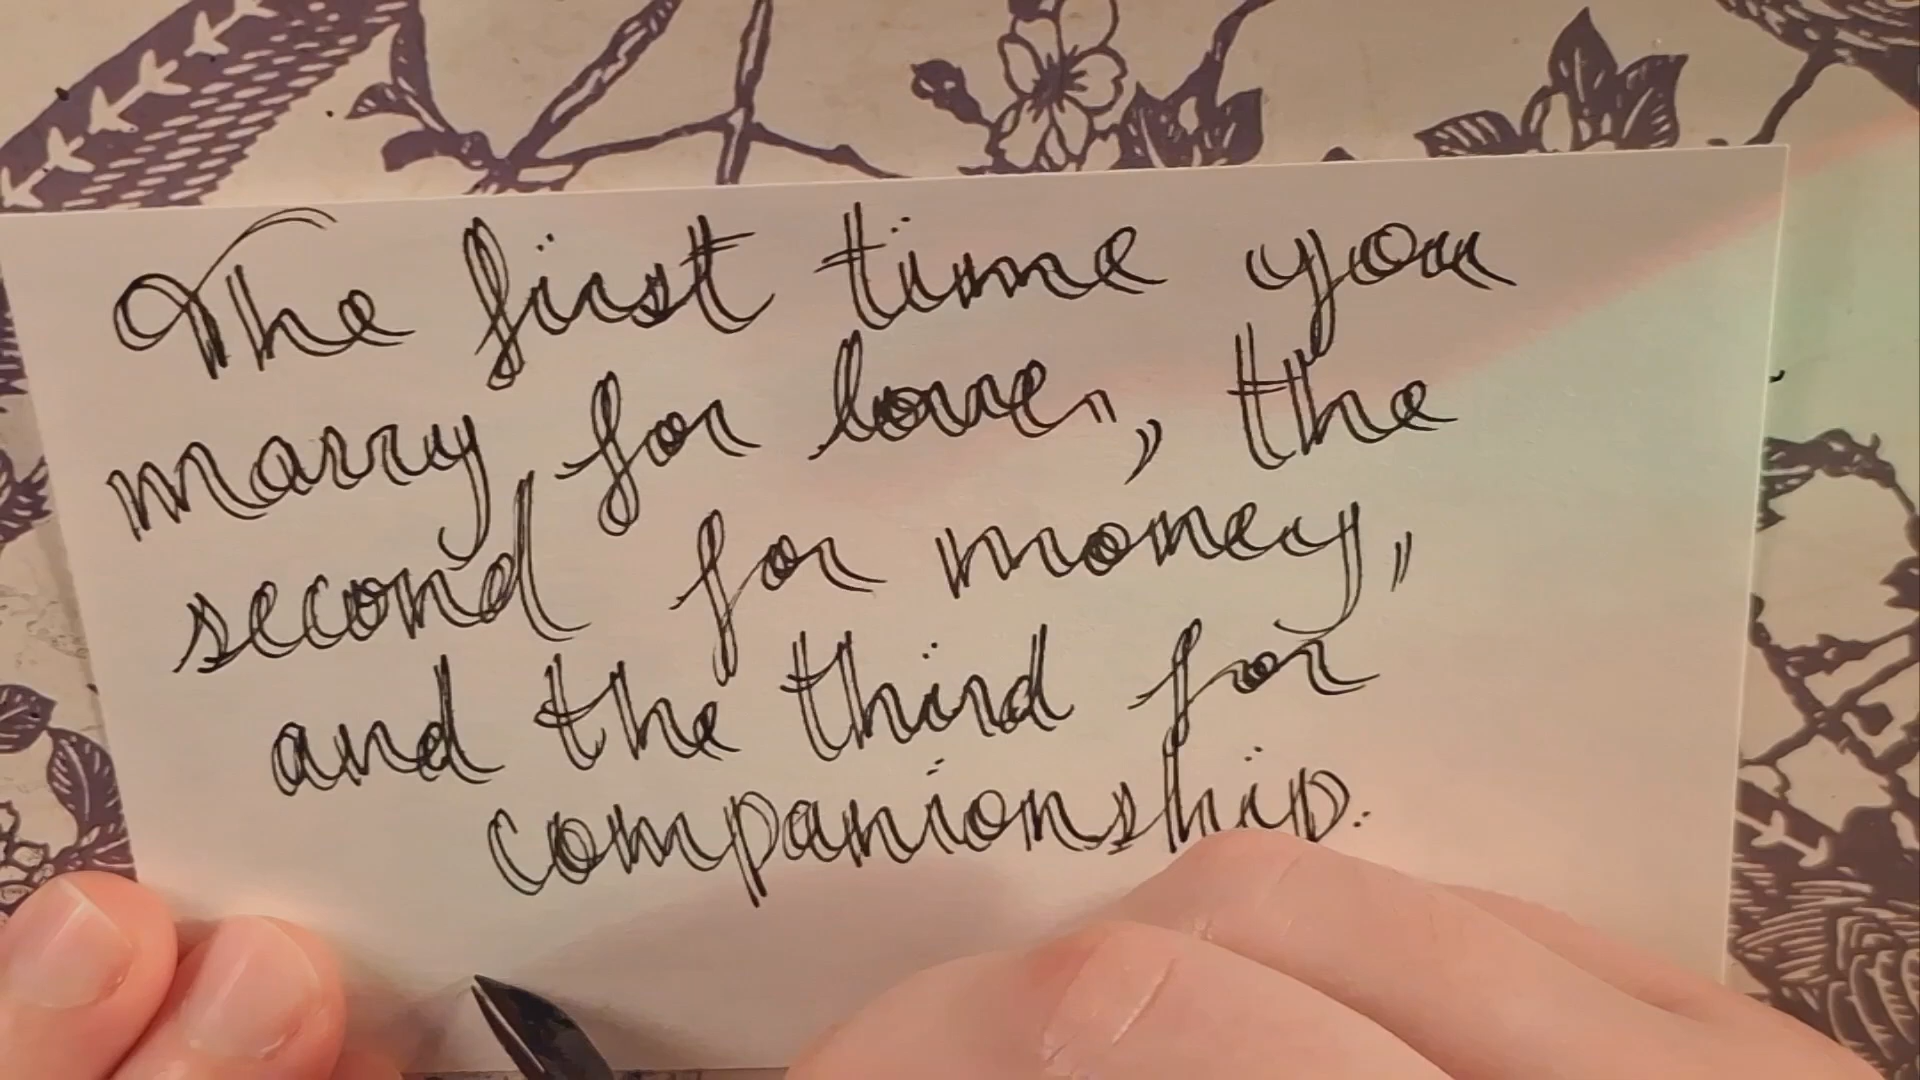 The first time you
marry for love, the
second for money,
and the third for
companionship.